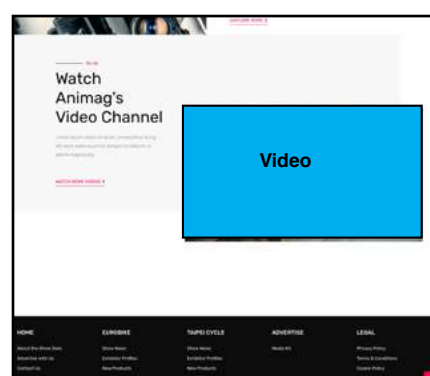 EXPLORE MORE
Watch
Animag's
Video Channel
WATCH MORE VIDEOS
Video
HOME
EUROBIKE
TAIPEI CYCLE
ADVERTISE
LEGAL
About the Show Daily
Show News
Show News
Media Kit
Privacy Policy
Advertise with Us
Exhibitor Profiles
Exhibitor Profiles
Terms & Conditions
Contact Us
New Products
New Products
Cookie Policy